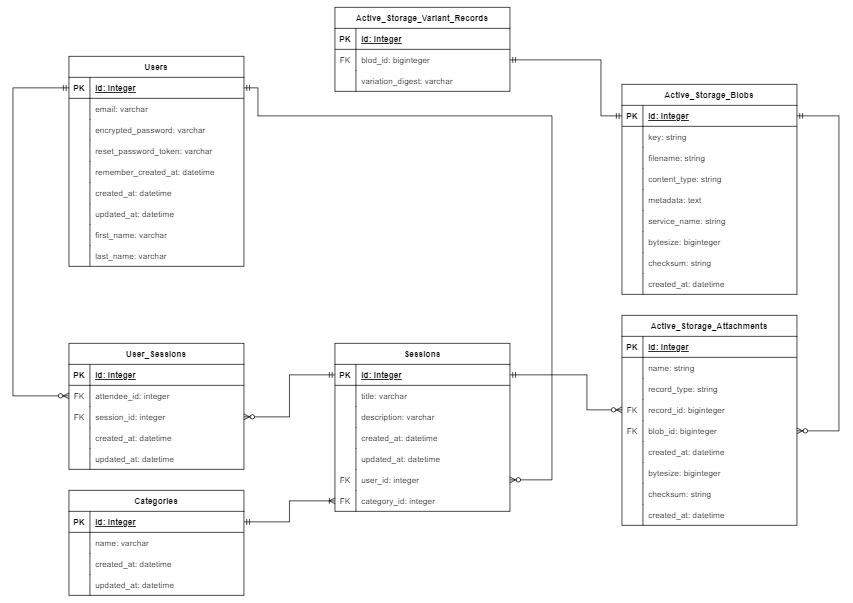 Active_Storage_Variant_Records
PK Id: Integer
FK blod_id: biginteger
variation_digest: varchar
Users
PK Id: Integer
email: varchar
encrypted_password: varchar
reset_password_token: varchar
remember_created_at: datetime
created_at: datetime
updated_at: datetime
first_name: varchar
last_name: varchar
Active_Storage_Blobs
PK Id: Integer
key: string
filename: string
content_type: string
metadata: text
service_name: string
bytesize: biginteger
checksum: string
created_at: datetime
User_Sessions
PK Id: Integer
FK attendee_id: integer
FK session_id: integer
created_at: datetime
updated_at: datetime
Sessions
PK Id: Integer
title: varchar
description: varchar
created_at: datetime
updated_at: datetime
FK user_id: integer
FK category_id: integer
Active_Storage_Attachments
PK Id: Integer
name: string
record_type: string
FK record_id: biginteger
FK blob_id: biginteger
created_at: datetime
bytesize: biginteger
checksum: string
created_at: datetime
Categories
PK Id: Integer
name: varchar
created_at: datetime
updated_at: datetime